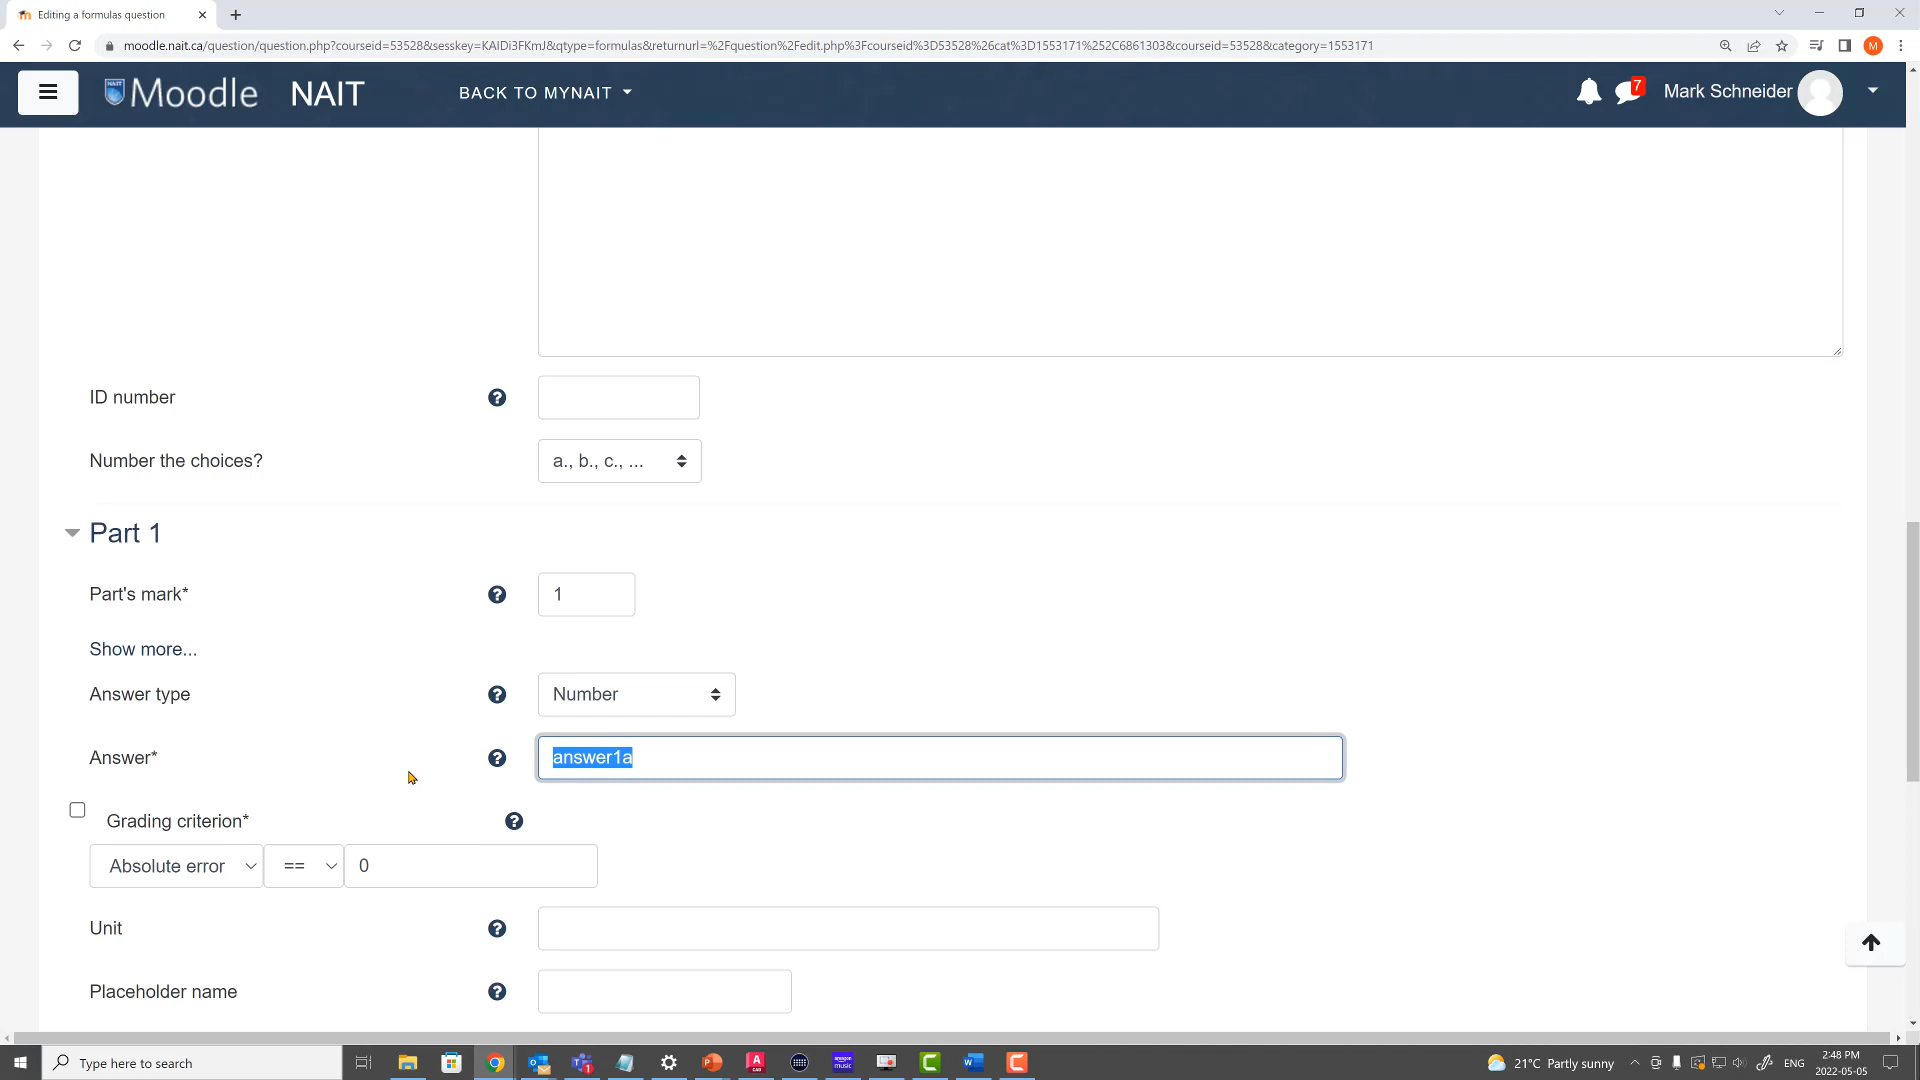 Editing a formulas question
moodle.nait.ca/question/question.php?courseid=53528&sesskey=KAIDi3FKmJ&qtype=formulas&returnurl=%2Fquestion%2Fedit.php%3Fcourseid%3D53528%26cat%3D1553171%252C6861303&courseid=53528&category=1553171
M
NAIT Moodle NAIT BACK TO MYNAIT 7 Mark Schneider
ID number
Number the choices? a., b., c., ...
Part 1
Part's mark* 1
Show more...
Answer type Number
Answer* answer1a
Grading criterion*
Absolute error == 0
Unit
Placeholder name
Type here to search
21°C Partly sunny ENG 2:48 PM
2022-05-05